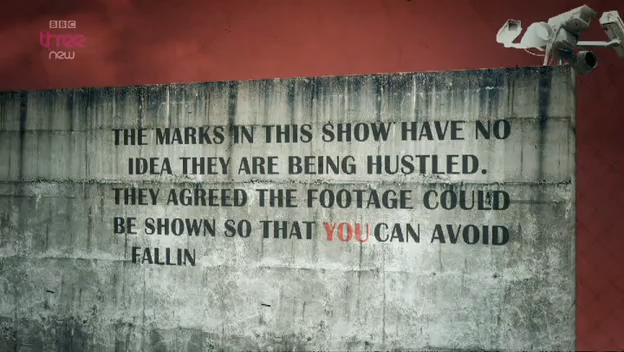 BBC
three
new
THE MARKS IN THIS SHOW HAVE NO
IDEA THEY ARE BEING HUSTLED.
THEY AGREED THE FOOTAGE COULD
BE SHOWN SO THAT YOU CAN AVOID
FALLIN